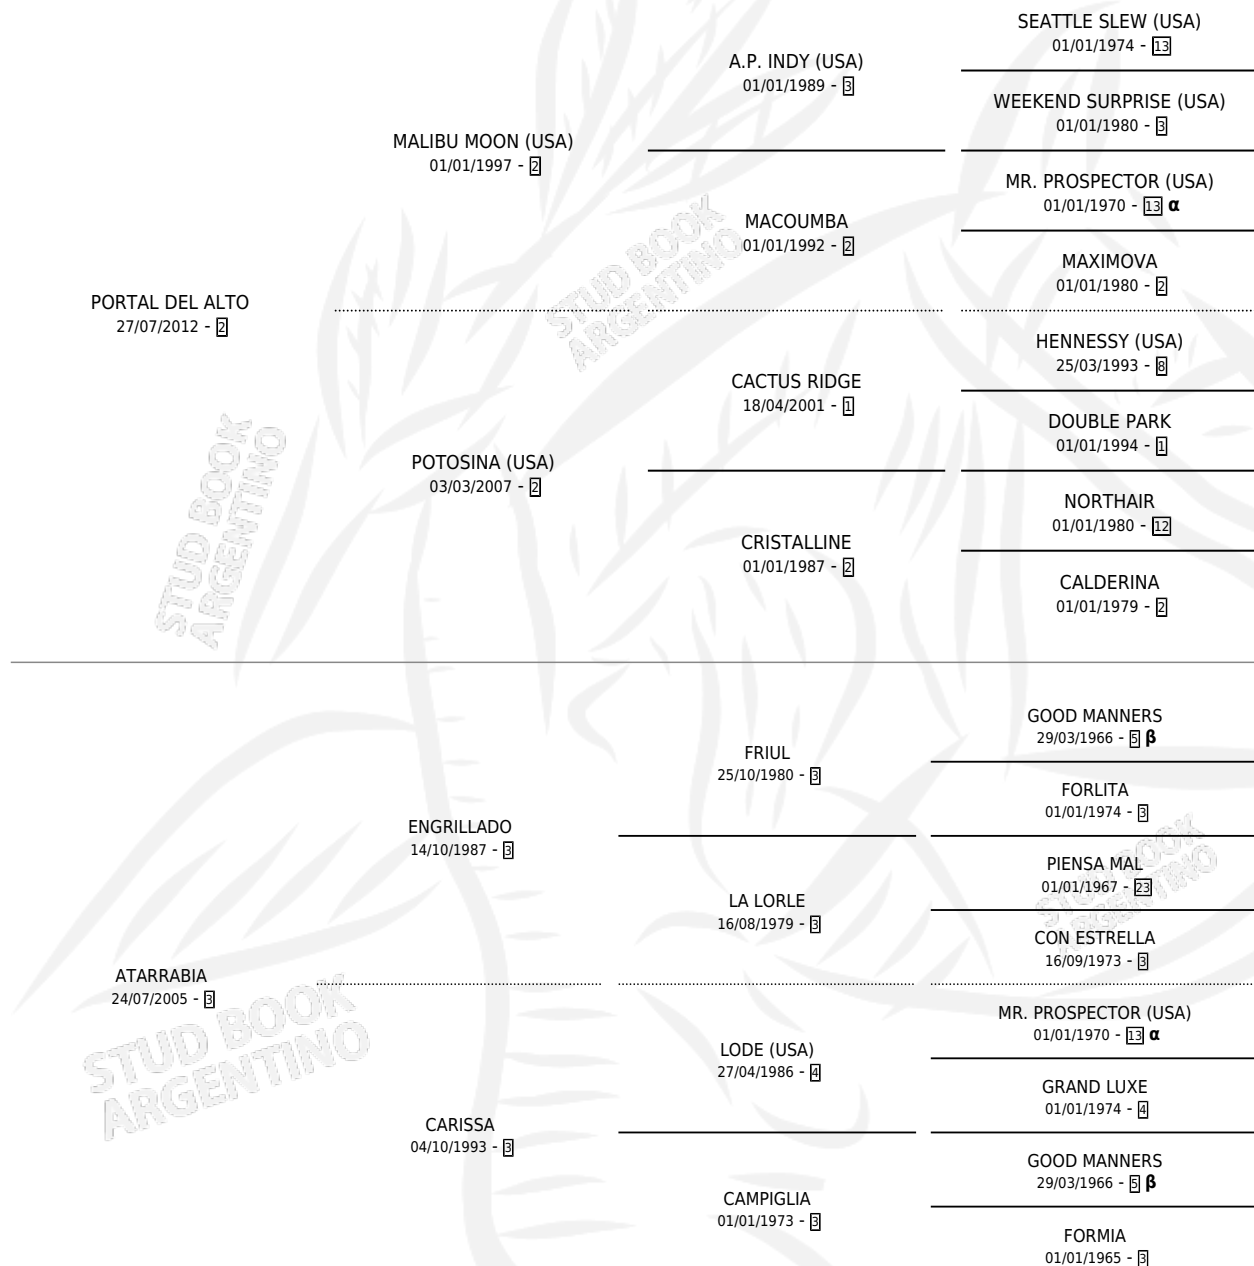 SEATTLE SLEW (USA)
01/01/1974 - 13
A.P. INDY (USA)
01/01/1989 - 3
WEEKEND SURPRISE (USA)
01/01/1980 - 3
MALIBU MOON (USA)
01/01/1997 - 2
MR. PROSPECTOR (USA)
01/01/1970 - 13 α
MACOUMBA
01/01/1992 - 2
MAXIMOVA
01/01/1980 - 2
PORTAL DEL ALTO
27/07/2012 - 2
HENNESSY (USA)
25/03/1993 - 8
CACTUS RIDGE
18/04/2001 - 1
DOUBLE PARK
01/01/1994 - 1
POTOSINA (USA)
03/03/2007 - 2
NORTHAIR
01/01/1980 - 12
CRISTALLINE
01/01/1987 - 2
CALDERINA
01/01/1979 - 2
GOOD MANNERS
29/03/1966 - 5 β
FRIUL
25/10/1980 - 3
FORLITA
01/01/1974 - 3
ENGRILLADO
14/10/1987 - 3
PIENSA MAL
01/01/1967 - 23
LA LORLE
16/08/1979 - 3
CON ESTRELLA
16/09/1973 - 3
ATARRABIA
24/07/2005 - 3
MR. PROSPECTOR (USA)
01/01/1970 - 13 α
LODE (USA)
27/04/1986 - 4
GRAND LUXE
01/01/1974 - 4
CARISSA
04/10/1993 - 3
GOOD MANNERS
29/03/1966 - 5 β
CAMPIGLIA
01/01/1973 - 3
FORMIA
01/01/1965 - 3
STUD BOOK
ARGENTINO
STUD BOOK
ARGENTINO
STUD BOOK
ARGENTINO
STUD BOOK
ARGENTINO